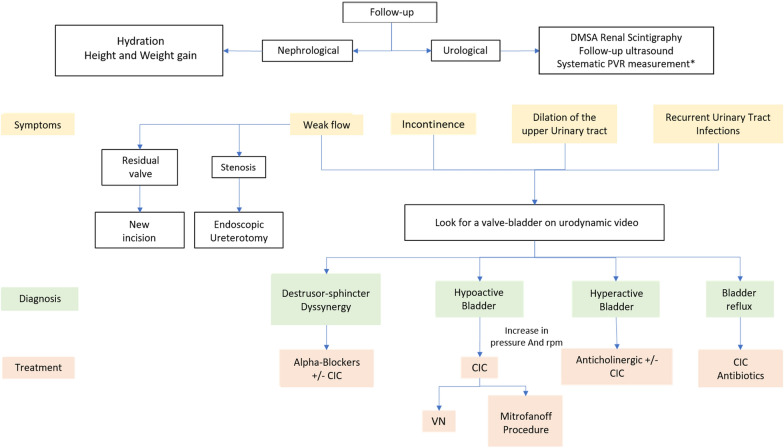 Follow-up
Hydration
Height and Weight gain
Nephrological
Urological
DMSA Renal Scintigraphy
Follow-up ultrasound
Systematic PVR measurement*
Symptoms
Weak flow
Incontinence
Dilation of the
upper Urinary tract
Recurrent Urinary Tract
Infections
Residual
valve
Stenosis
New
incision
Endoscopic
Ureterotomy
Look for a valve-bladder on urodynamic video
Diagnosis
Destrusor-sphincter
Dyssynergy
Hypoactive
Bladder
Hyperactive
Bladder
Bladder
reflux
Increase in
pressure And rpm
Treatment
Alpha-Blockers
+/- CIC
CIC
Anticholinergic +/-
CIC
CIC
Antibiotics
VN
Mitrofanoff
Procedure